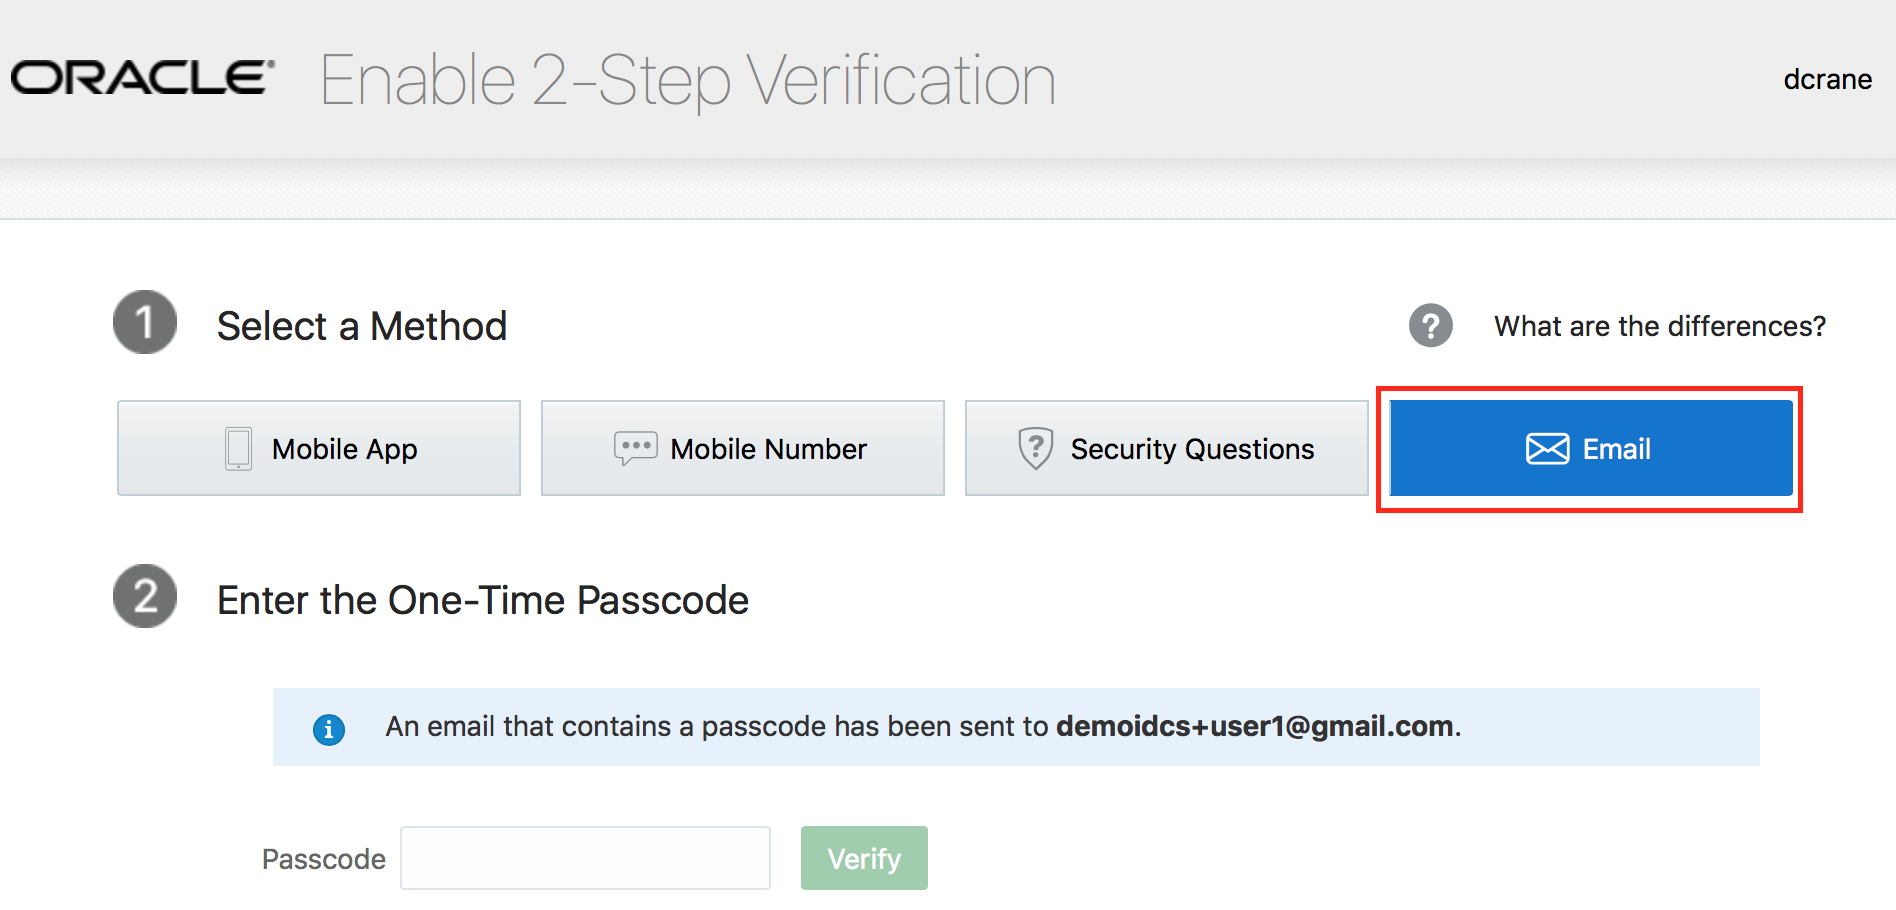 ORACLE® Enable 2-Step Verification dcrane
1 Select a Method ? What are the differences?
Mobile App Mobile Number ? Security Questions Email
2 Enter the One-Time Passcode
i An email that contains a passcode has been sent to demoidcs+user1@gmail.com.
Passcode Verify